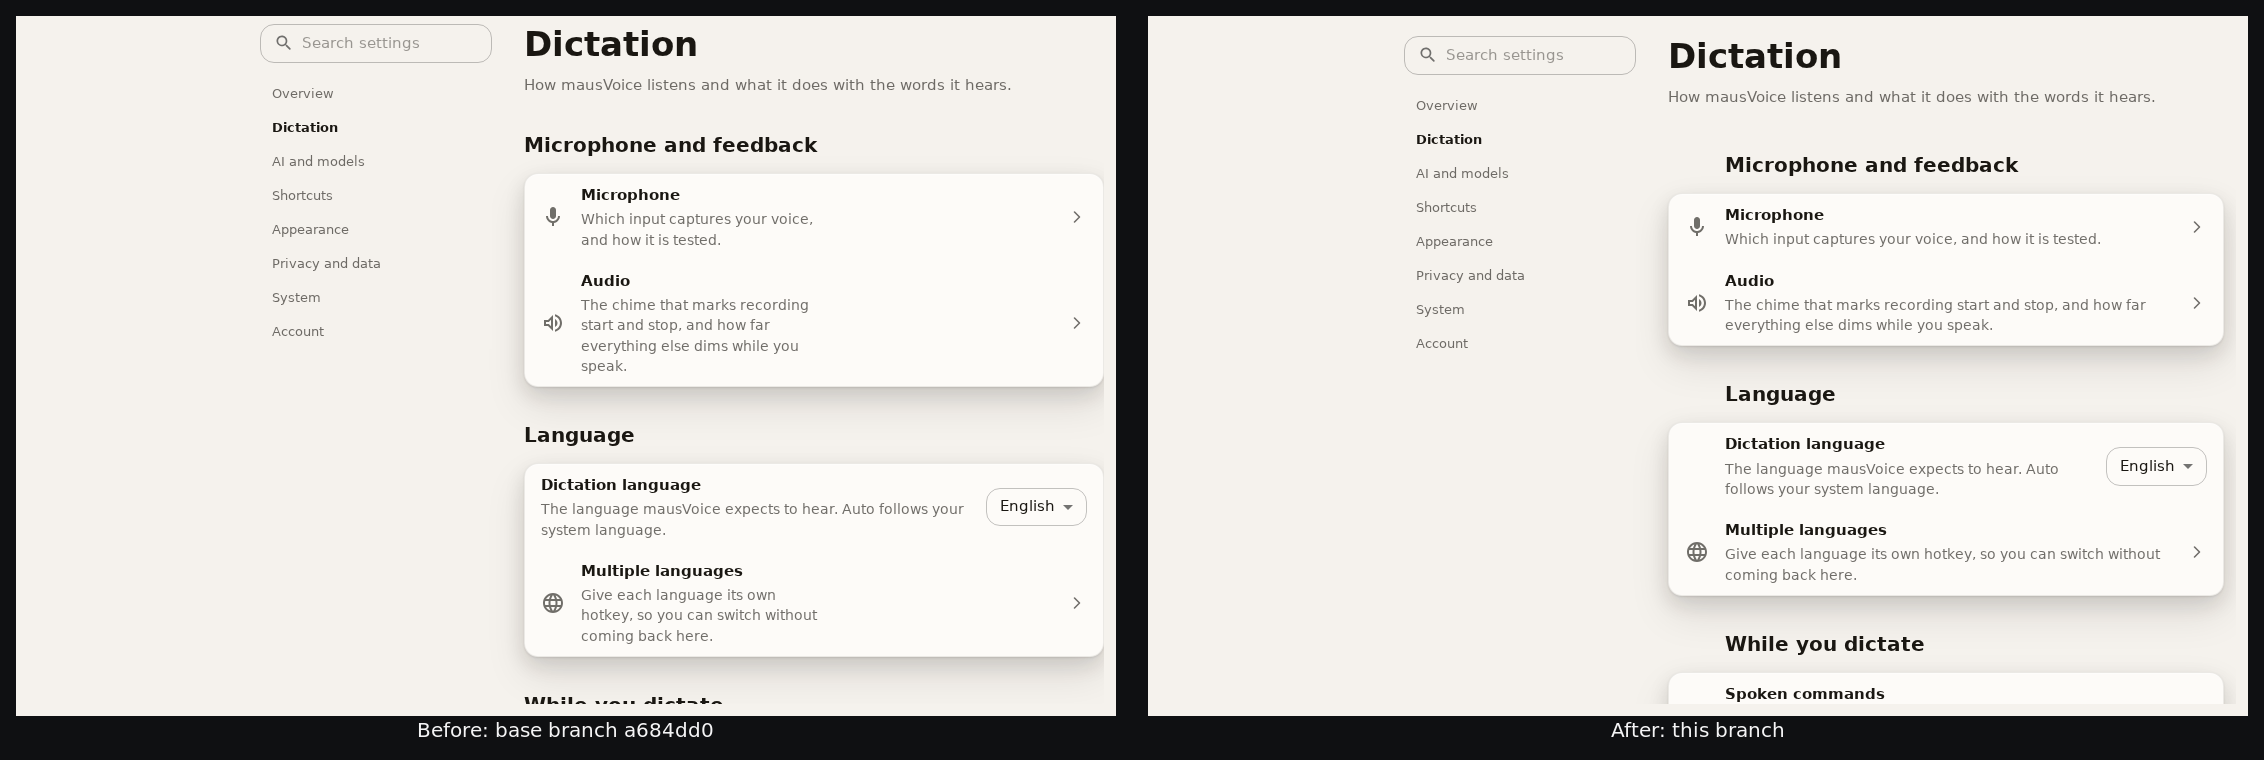 Search settings
Overview
Dictation
AI and models
Shortcuts
Appearance
Privacy and data
System
Account
Dictation
How mausVoice listens and what it does with the words it hears.
Microphone and feedback
Microphone
Which input captures your voice,
and how it is tested.
Audio
The chime that marks recording
start and stop, and how far
everything else dims while you
speak.
Language
Dictation language
The language mausVoice expects to hear. Auto follows your
system language.
English
Multiple languages
Give each language its own
hotkey, so you can switch without
coming back here.
While you dictate
Before: base branch a684dd0
Search settings
Overview
Dictation
AI and models
Shortcuts
Appearance
Privacy and data
System
Account
Dictation
How mausVoice listens and what it does with the words it hears.
Microphone and feedback
Microphone
Which input captures your voice, and how it is tested.
Audio
The chime that marks recording start and stop, and how far
everything else dims while you speak.
Language
Dictation language
The language mausVoice expects to hear. Auto
follows your system language.
English
Multiple languages
Give each language its own hotkey, so you can switch without
coming back here.
While you dictate
Spoken commands
After: this branch